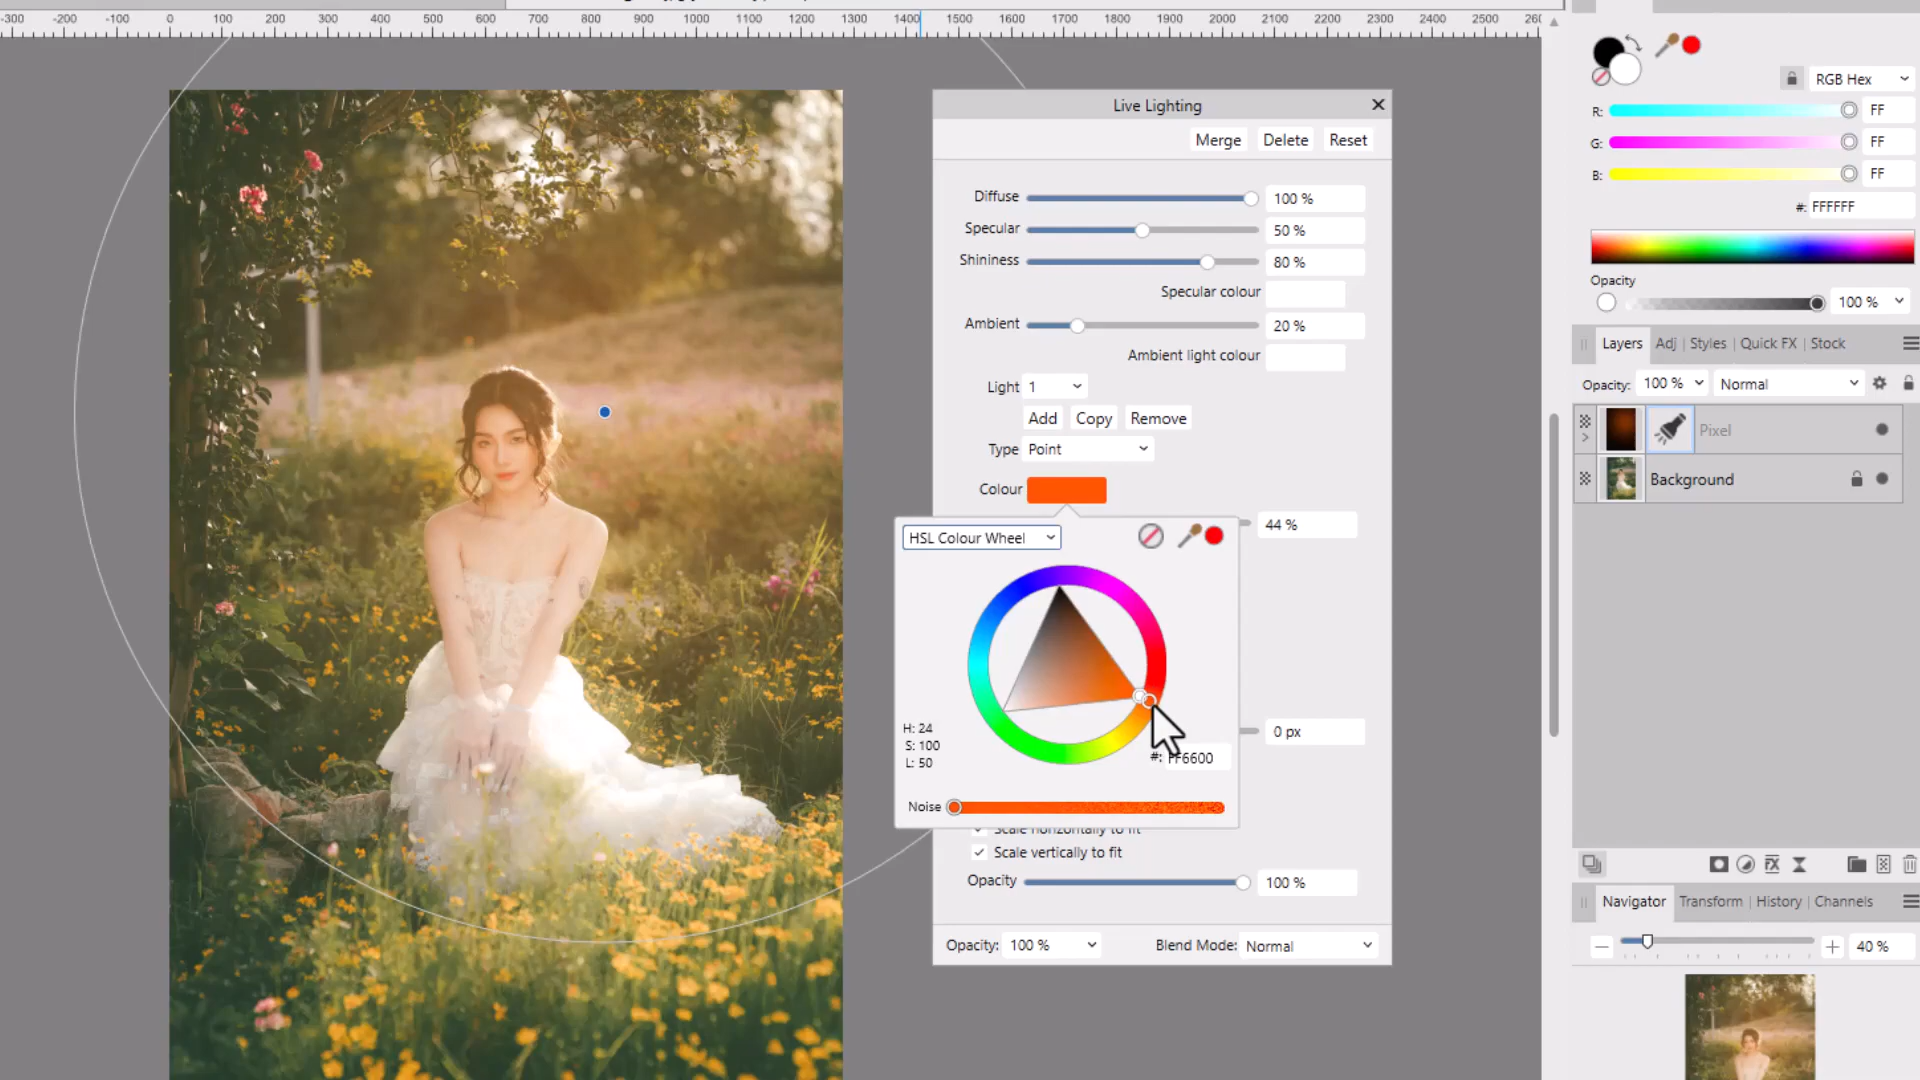 -300 -200 -100 0 100 200 300 400 500 600 700 800 900 1000 1100 1200 1300 1400 1500 1600 1700 1800 1900 2000 2100 2200 2300 2400 2500
Live Lighting
Merge Delete Reset
Diffuse 100 %
Specular 50 %
Shininess 80 %
Specular colour
Ambient 20 %
Ambient light colour
Light 1
Add Copy Remove
Type Point
Colour
44 %
HSL Colour Wheel
H: 24
S: 100
L: 50
0 px
#: FF6600
Noise
Scale horizontally to fit
Scale vertically to fit
Opacity 100 %
Opacity: 100 % Blend Mode: Normal
RGB Hex
R: FF
G: FF
B: FF
#: FFFFFF
Opacity
100 %
Layers Adj Styles Quick FX Stock
Opacity: 100 % Normal
Pixel
Background
Navigator Transform History Channels
40 %